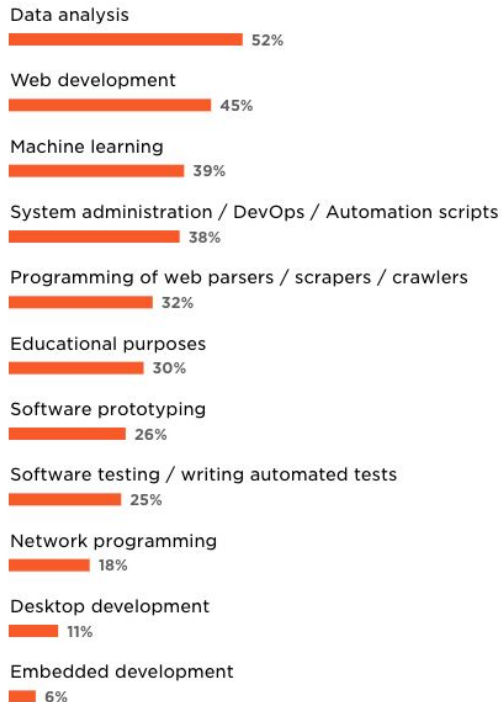 Data analysis
52%
Web development
45%
Machine learning
39%
System administration / DevOps / Automation scripts
38%
Programming of web parsers / scrapers / crawlers
32%
Educational purposes
30%
Software prototyping
26%
Software testing / writing automated tests
25%
Network programming
18%
Desktop development
11%
Embedded development
6%